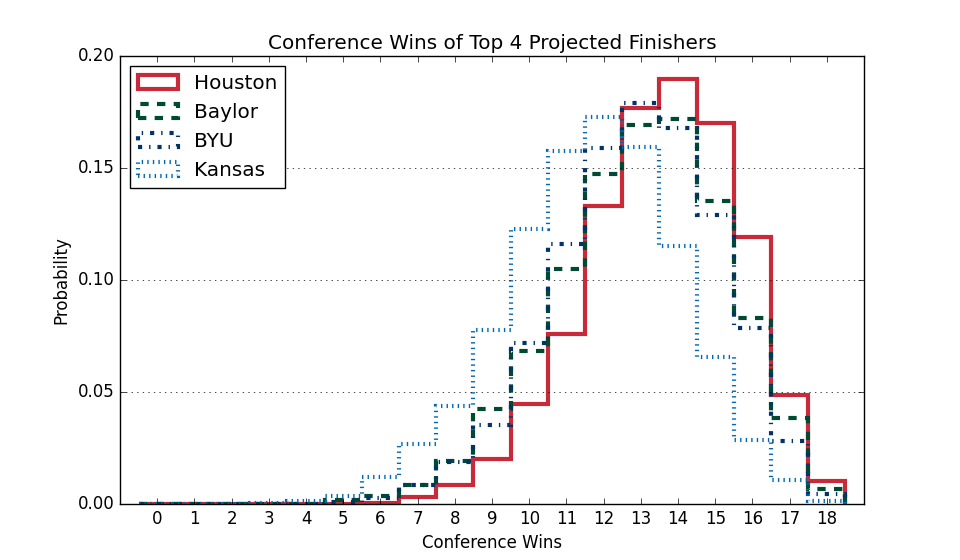 Conference Wins of Top 4 Projected Finishers
Houston
Baylor
BYU
Kansas
Probability
0.20
0.15
0.10
0.05
0.00
0 1 2 3 4 5 6 7 8 9 10 11 12 13 14 15 16 17 18
Conference Wins